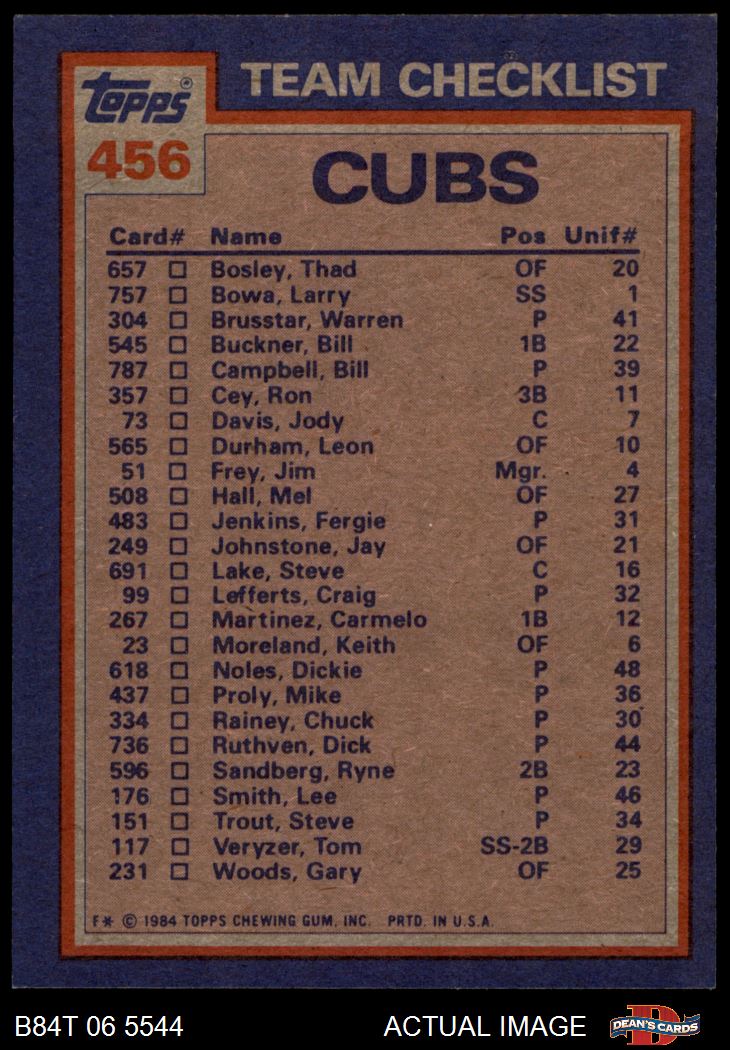 TEAM CHECKLIST
Topps®
456
CUBS
Card# Name Pos Unif#
657 Bosley, Thad OF 20
757 Bowa, Larry SS 1
304 Brusstar, Warren P 41
545 Buckner, Bill 1B 22
787 Campbell, Bill P 39
357 Cey, Ron 3B 11
73 Davis, Jody C 7
565 Durham, Leon OF 10
51 Frey, Jim Mgr. 4
508 Hall, Mel OF 27
483 Jenkins, Fergie P 31
249 Johnstone, Jay OF 21
691 Lake, Steve C 16
99 Lefferts, Craig P 32
267 Martinez, Carmelo 1B 12
23 Moreland, Keith OF 6
618 Noles, Dickie P 48
437 Proly, Mike P 36
334 Rainey, Chuck P 30
736 Ruthven, Dick P 44
596 Sandberg, Ryne 2B 23
176 Smith, Lee P 46
151 Trout, Steve P 34
117 Veryzer, Tom SS-2B 29
231 Woods, Gary OF 25
F* © 1984 TOPPS CHEWING GUM, INC. PRTD. IN U.S.A.
B84T 06 5544 ACTUAL IMAGE
D
DEAN'S CARDS